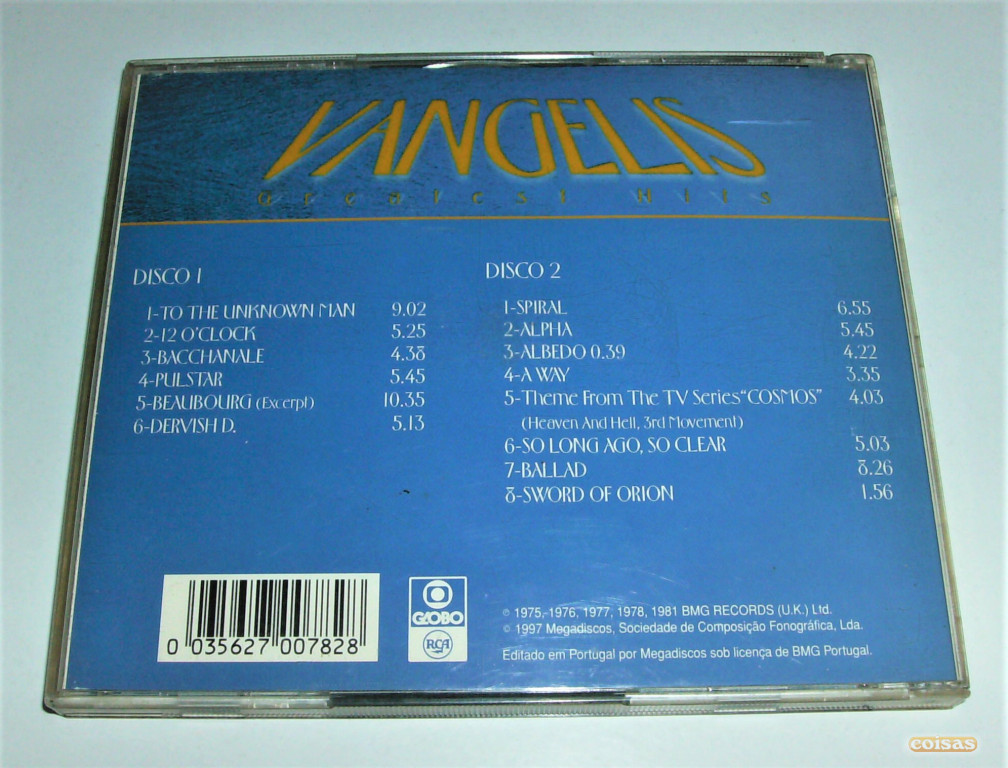 VANGELIS
Greatest Hits
DISCO 1
1-TO THE UNKNOWN MAN 9.02
2-12 O'CLOCK 5.25
3-BACCHANALE 4.38
4-PULSTAR 5.45
5-BEAUBOURG (Excerpt) 10.35
6-DERVISH D. 5.13
DISCO 2
1-SPIRAL 6.55
2-ALPHA 5.45
3-ALBEDO 0.39 4.22
4-A WAY 3.35
5-Theme From The TV Series "COSMOS" 4.03
(Heaven And Hell, 3rd Movement)
6-SO LONG AGO, SO CLEAR 5.03
7-BALLAD 8.26
8-SWORD OF ORION 1.56
0 035627 007828
GLOBO
RCA
℗ 1975, 1976, 1977, 1978, 1981 BMG RECORDS (U.K.) Ltd.
© 1997 Megadiscos, Sociedade de Composição Fonográfica, Lda.
Editado em Portugal por Megadiscos sob licença de BMG Portugal.
coisas